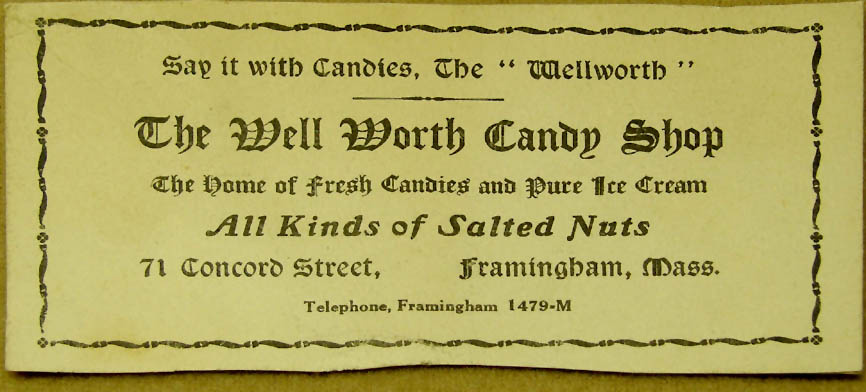 Say it with Candies, The " Wellworth "
The Well Worth Candy Shop
The Home of Fresh Candies and Pure Ice Cream
All Kinds of Salted Nuts
71 Concord Street, Framingham, Mass.
Telephone, Framingham 1479-M